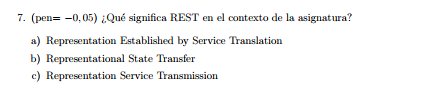 7. (pen= −0,05) ¿Qué significa REST en el contexto de la asignatura?
a) Representation Established by Service Translation
b) Representational State Transfer
c) Representation Service Transmission